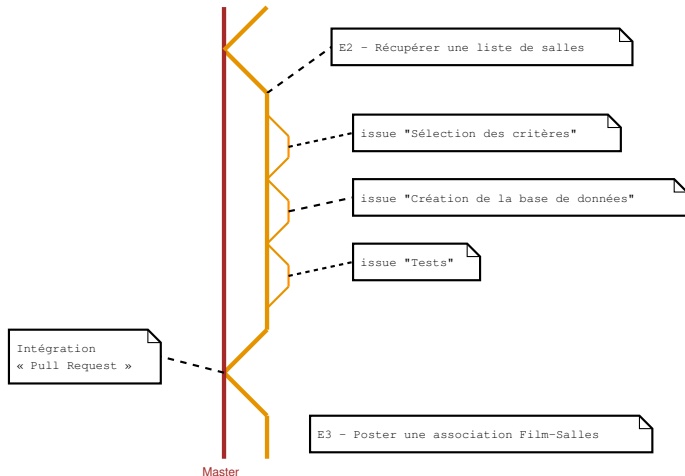 E2 - Récupérer une liste de salles
issue "Sélection des critères"
issue "Création de la base de données"
issue "Tests"
Intégration
« Pull Request »
E3 - Poster une association Film-Salles
Master